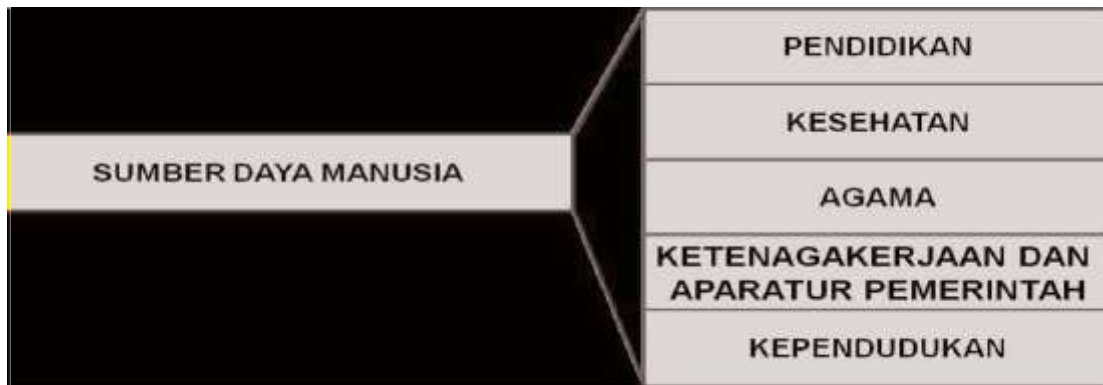 SUMBER DAYA MANUSIA
PENDIDIKAN
KESEHATAN
AGAMA
KETENAGAKERJAAN DAN
APARATUR PEMERINTAH
KEPENDUDUKAN